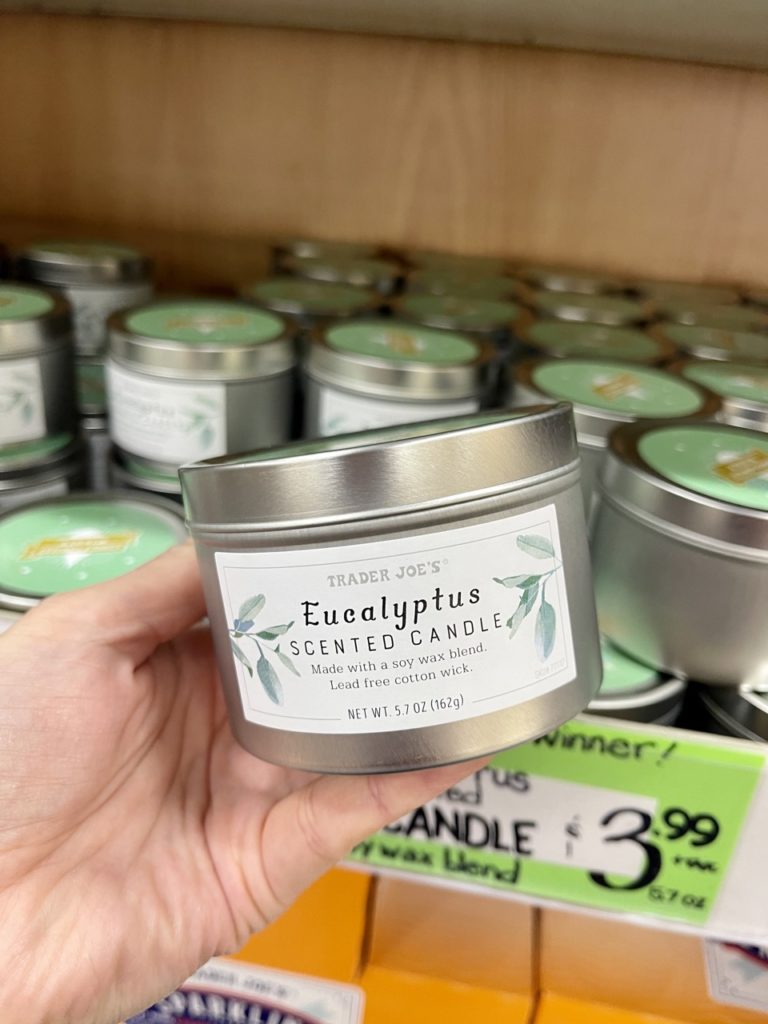 TRADER JOE'S
Eucalyptus
SCENTED CANDLE
Made with a soy wax blend.
Lead free cotton wick.
NET WT. 5.7 OZ (162g)
winner!
CANDLE
3.99
wax blend
5.7 oz